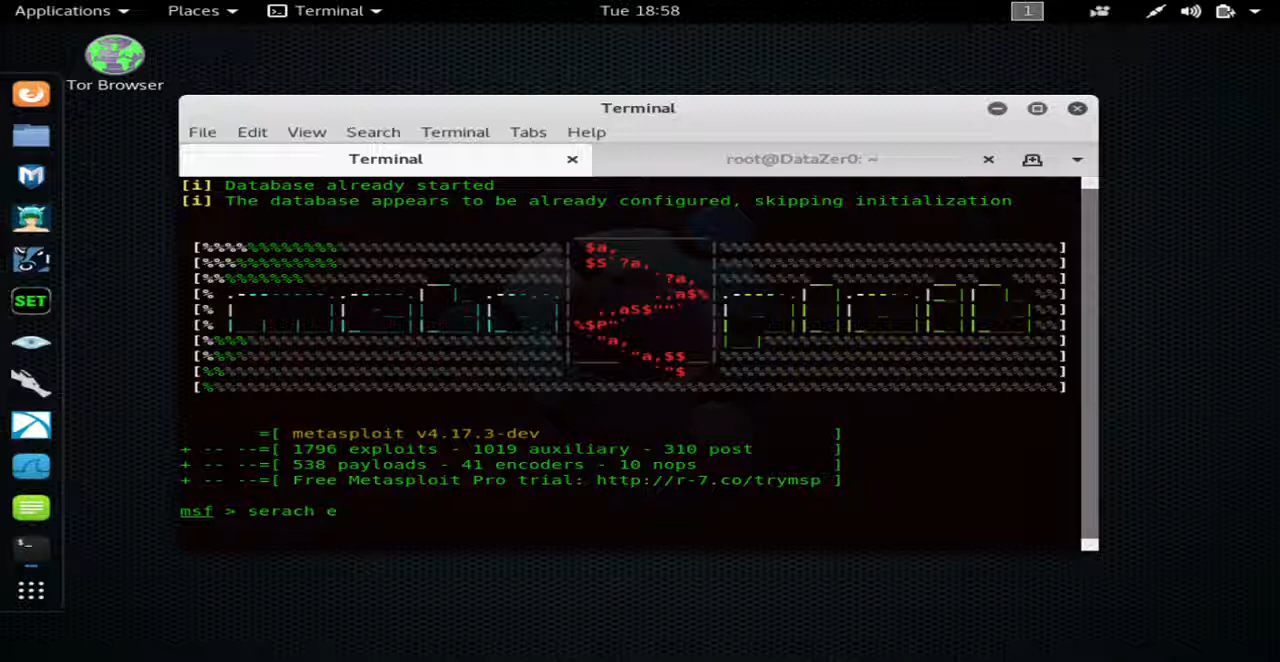 Applications Places Terminal Tue 18:58 1
Tor Browser
Terminal
File Edit View Search Terminal Tabs Help
Terminal root@DataZer0: ~
[i] Database already started
[i] The database appears to be already configured, skipping initialization
SET
=[ metasploit v4.17.3-dev ]
+ -- --=[ 1796 exploits - 1019 auxiliary - 310 post ]
+ -- --=[ 538 payloads - 41 encoders - 10 nops ]
+ -- --=[ Free Metasploit Pro trial: http://r-7.co/trymsp ]
msf > serach e